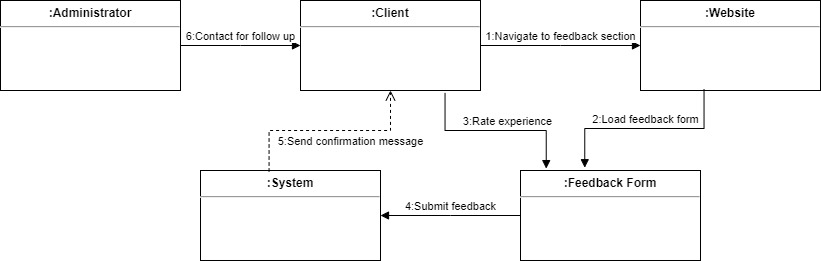 :Administrator
:Client
:Website
6:Contact for follow up
1:Navigate to feedback section
3:Rate experience
2:Load feedback form
5:Send confirmation message
:System
:Feedback Form
4:Submit feedback